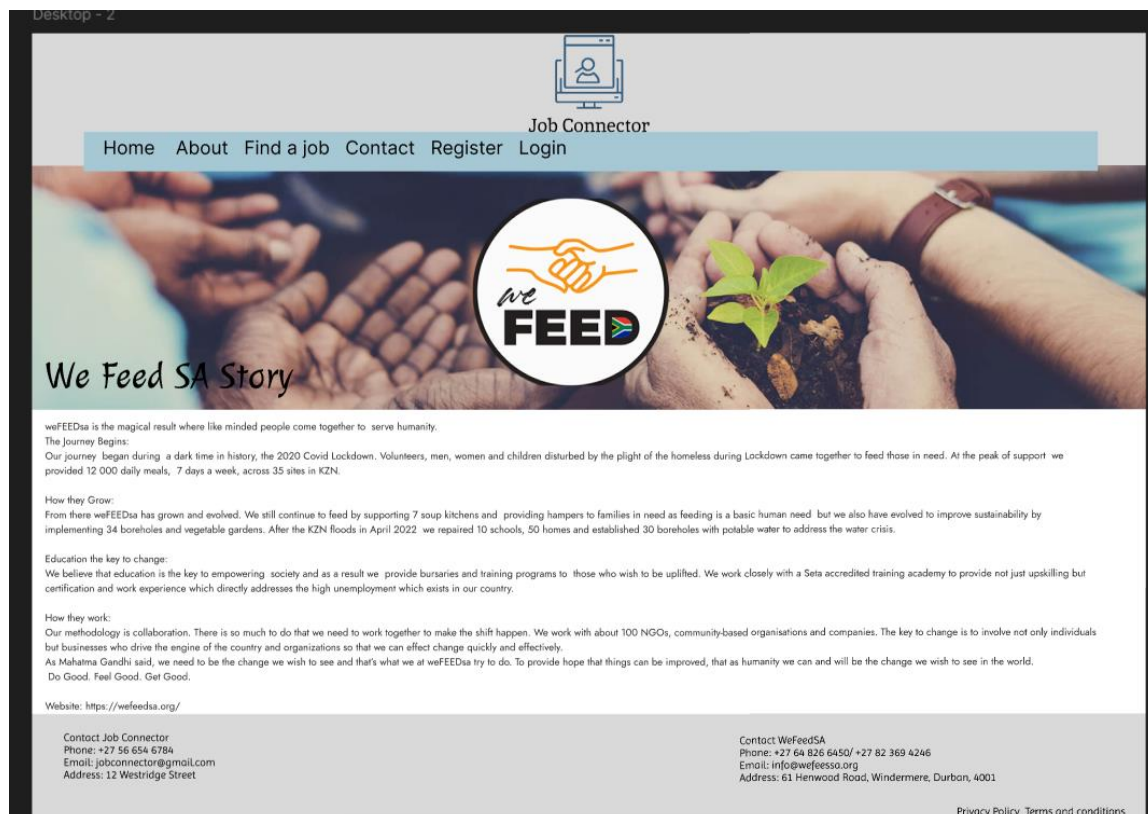 Desktop - 2
Job Connector
Home About Find a job Contact Register Login
we
FEED
We Feed SA Story
weFEEDsa is the magical result where like minded people come together to serve humanity.
The Journey Begins:
Our journey began during a dark time in history, the 2020 Covid Lockdown. Volunteers, men, women and children disturbed by the plight of the homeless during Lockdown came together to feed those in need. At the peak of support we
provided 12 000 daily meals, 7 days a week, across 35 sites in KZN.
How they Grow:
From there weFEEDsa has grown and evolved. We still continue to feed by supporting 7 soup kitchens and providing hampers to families in need as feeding is a basic human need but we also have evolved to improve sustainability by
implementing 34 boreholes and vegetable gardens. After the KZN floods in April 2022 we repaired 10 schools, 50 homes and established 30 boreholes with potable water to address the water crisis.
Education the key to change:
We believe that education is the key to empowering society and as a result we provide bursaries and training programs to those who wish to be uplifted. We work closely with a Seta accredited training academy to provide not just upskilling but
certification and work experience which directly addresses the high unemployment which exists in our country.
How they work:
Our methodology is collaboration. There is so much to do that we need to work together to make the shift happen. We work with about 100 NGOs, community-based organisations and companies. The key to change is to involve not only individuals
but businesses who drive the engine of the country and organizations so that we can effect change quickly and effectively.
As Mahatma Gandhi said, we need to be the change we wish to see and that's what we at weFEEDsa try to do. To provide hope that things can be improved, that as humanity we can and will be the change we wish to see in the world.
Do Good. Feel Good. Get Good.
Website: https://wefeedsa.org/
Contact Job Connector
Phone: +27 56 654 6784
Email: jobconnector@gmail.com
Address: 12 Westridge Street
Contact WeFeedSA
Phone: +27 64 826 6450/ +27 82 369 4246
Email: info@wefeessa.org
Address: 61 Henwood Road, Windermere, Durban, 4001
Privacy Policy Terms and conditions